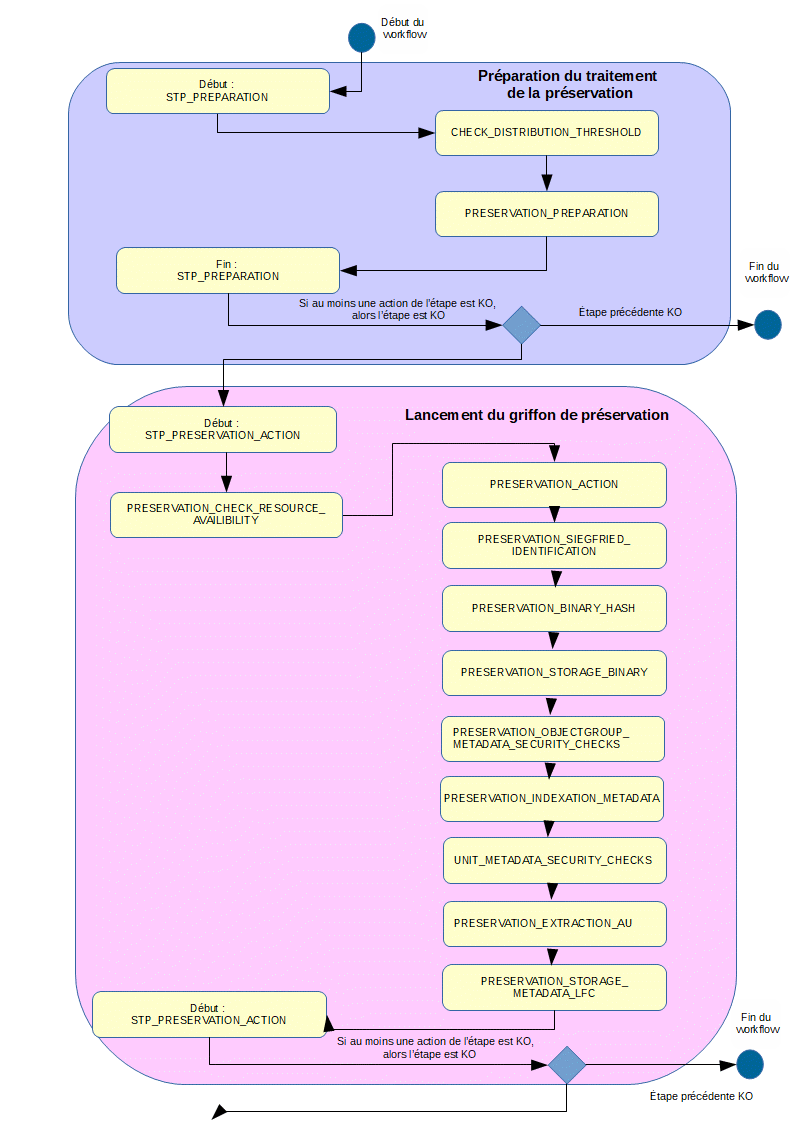 Début du
workflow
Préparation du traitement
de la préservation
Début :
STP_PREPARATION
CHECK_DISTRIBUTION_THRESHOLD
PRESERVATION_PREPARATION
Fin :
STP_PREPARATION
Si au moins une action de l'étape est KO,
alors l'étape est KO
Étape précédente KO
Fin du
workflow
Lancement du griffon de préservation
Début :
STP_PRESERVATION_ACTION
PRESERVATION_CHECK_RESOURCE_
AVAILIBILITY
PRESERVATION_ACTION
PRESERVATION_SIEGFRIED_
IDENTIFICATION
PRESERVATION_BINARY_HASH
PRESERVATION_STORAGE_BINARY
PRESERVATION_OBJECTGROUP_
METADATA_SECURITY_CHECKS
PRESERVATION_INDEXATION_METADATA
UNIT_METADATA_SECURITY_CHECKS
PRESERVATION_EXTRACTION_AU
PRESERVATION_STORAGE_
METADATA_LFC
Début :
STP_PRESERVATION_ACTION
Si au moins une action de l'étape est KO,
alors l'étape est KO
Fin du
workflow
Étape précédente KO